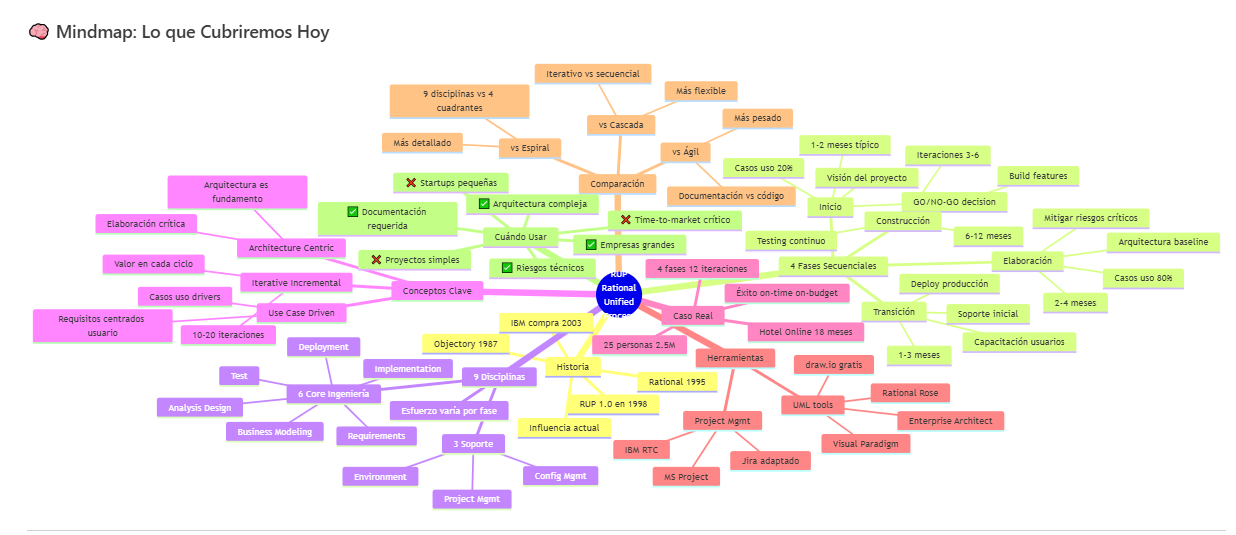 🧠 Mindmap: Lo que Cubriremos Hoy
Iterativo vs secuencial
9 disciplinas vs 4
cuadrantes
Más flexible
vs Cascada
Más pesado
Más detallado
vs Espiral
vs Ágil
Comparación
Documentación vs código
❌ Startups pequeñas
✅ Arquitectura compleja
✅ Documentación
requerida
❌ Time-to-market crítico
Cuándo Usar
✅ Empresas grandes
❌ Proyectos simples
✅ Riesgos técnicos
1-2 meses típico
Iteraciones 3-6
Casos uso 20%
Visión del proyecto
Build features
Inicio
GO/NO-GO decision
Construcción
Mitigar riesgos críticos
Testing continuo
6-12 meses
Arquitectura baseline
4 Fases Secuenciales
Elaboración
Casos uso 80%
Deploy producción
2-4 meses
Transición
Soporte inicial
Capacitación usuarios
1-3 meses
Arquitectura es
fundamento
Elaboración crítica
Architecture Centric
Valor en cada ciclo
Iterative Incremental
Conceptos Clave
Casos uso drivers
Use Case Driven
Requisitos centrados
usuario
10-20 iteraciones
RUP
Rational
Unified
4 fases 12 iteraciones
Éxito on-time on-budget
Caso Real
Hotel Online 18 meses
25 personas 2.5M
IBM compra 2003
Objectory 1987
Historia
Rational 1995
RUP 1.0 en 1998
Influencia actual
Deployment
Implementation
Test
9 Disciplinas
6 Core Ingeniería
Analysis Design
Esfuerzo varía por fase
Business Modeling
Requirements
3 Soporte
Environment
Config Mgmt
Project Mgmt
Herramientas
draw.io gratis
Rational Rose
UML tools
Enterprise Architect
Visual Paradigm
Project Mgmt
IBM RTC
Jira adaptado
MS Project